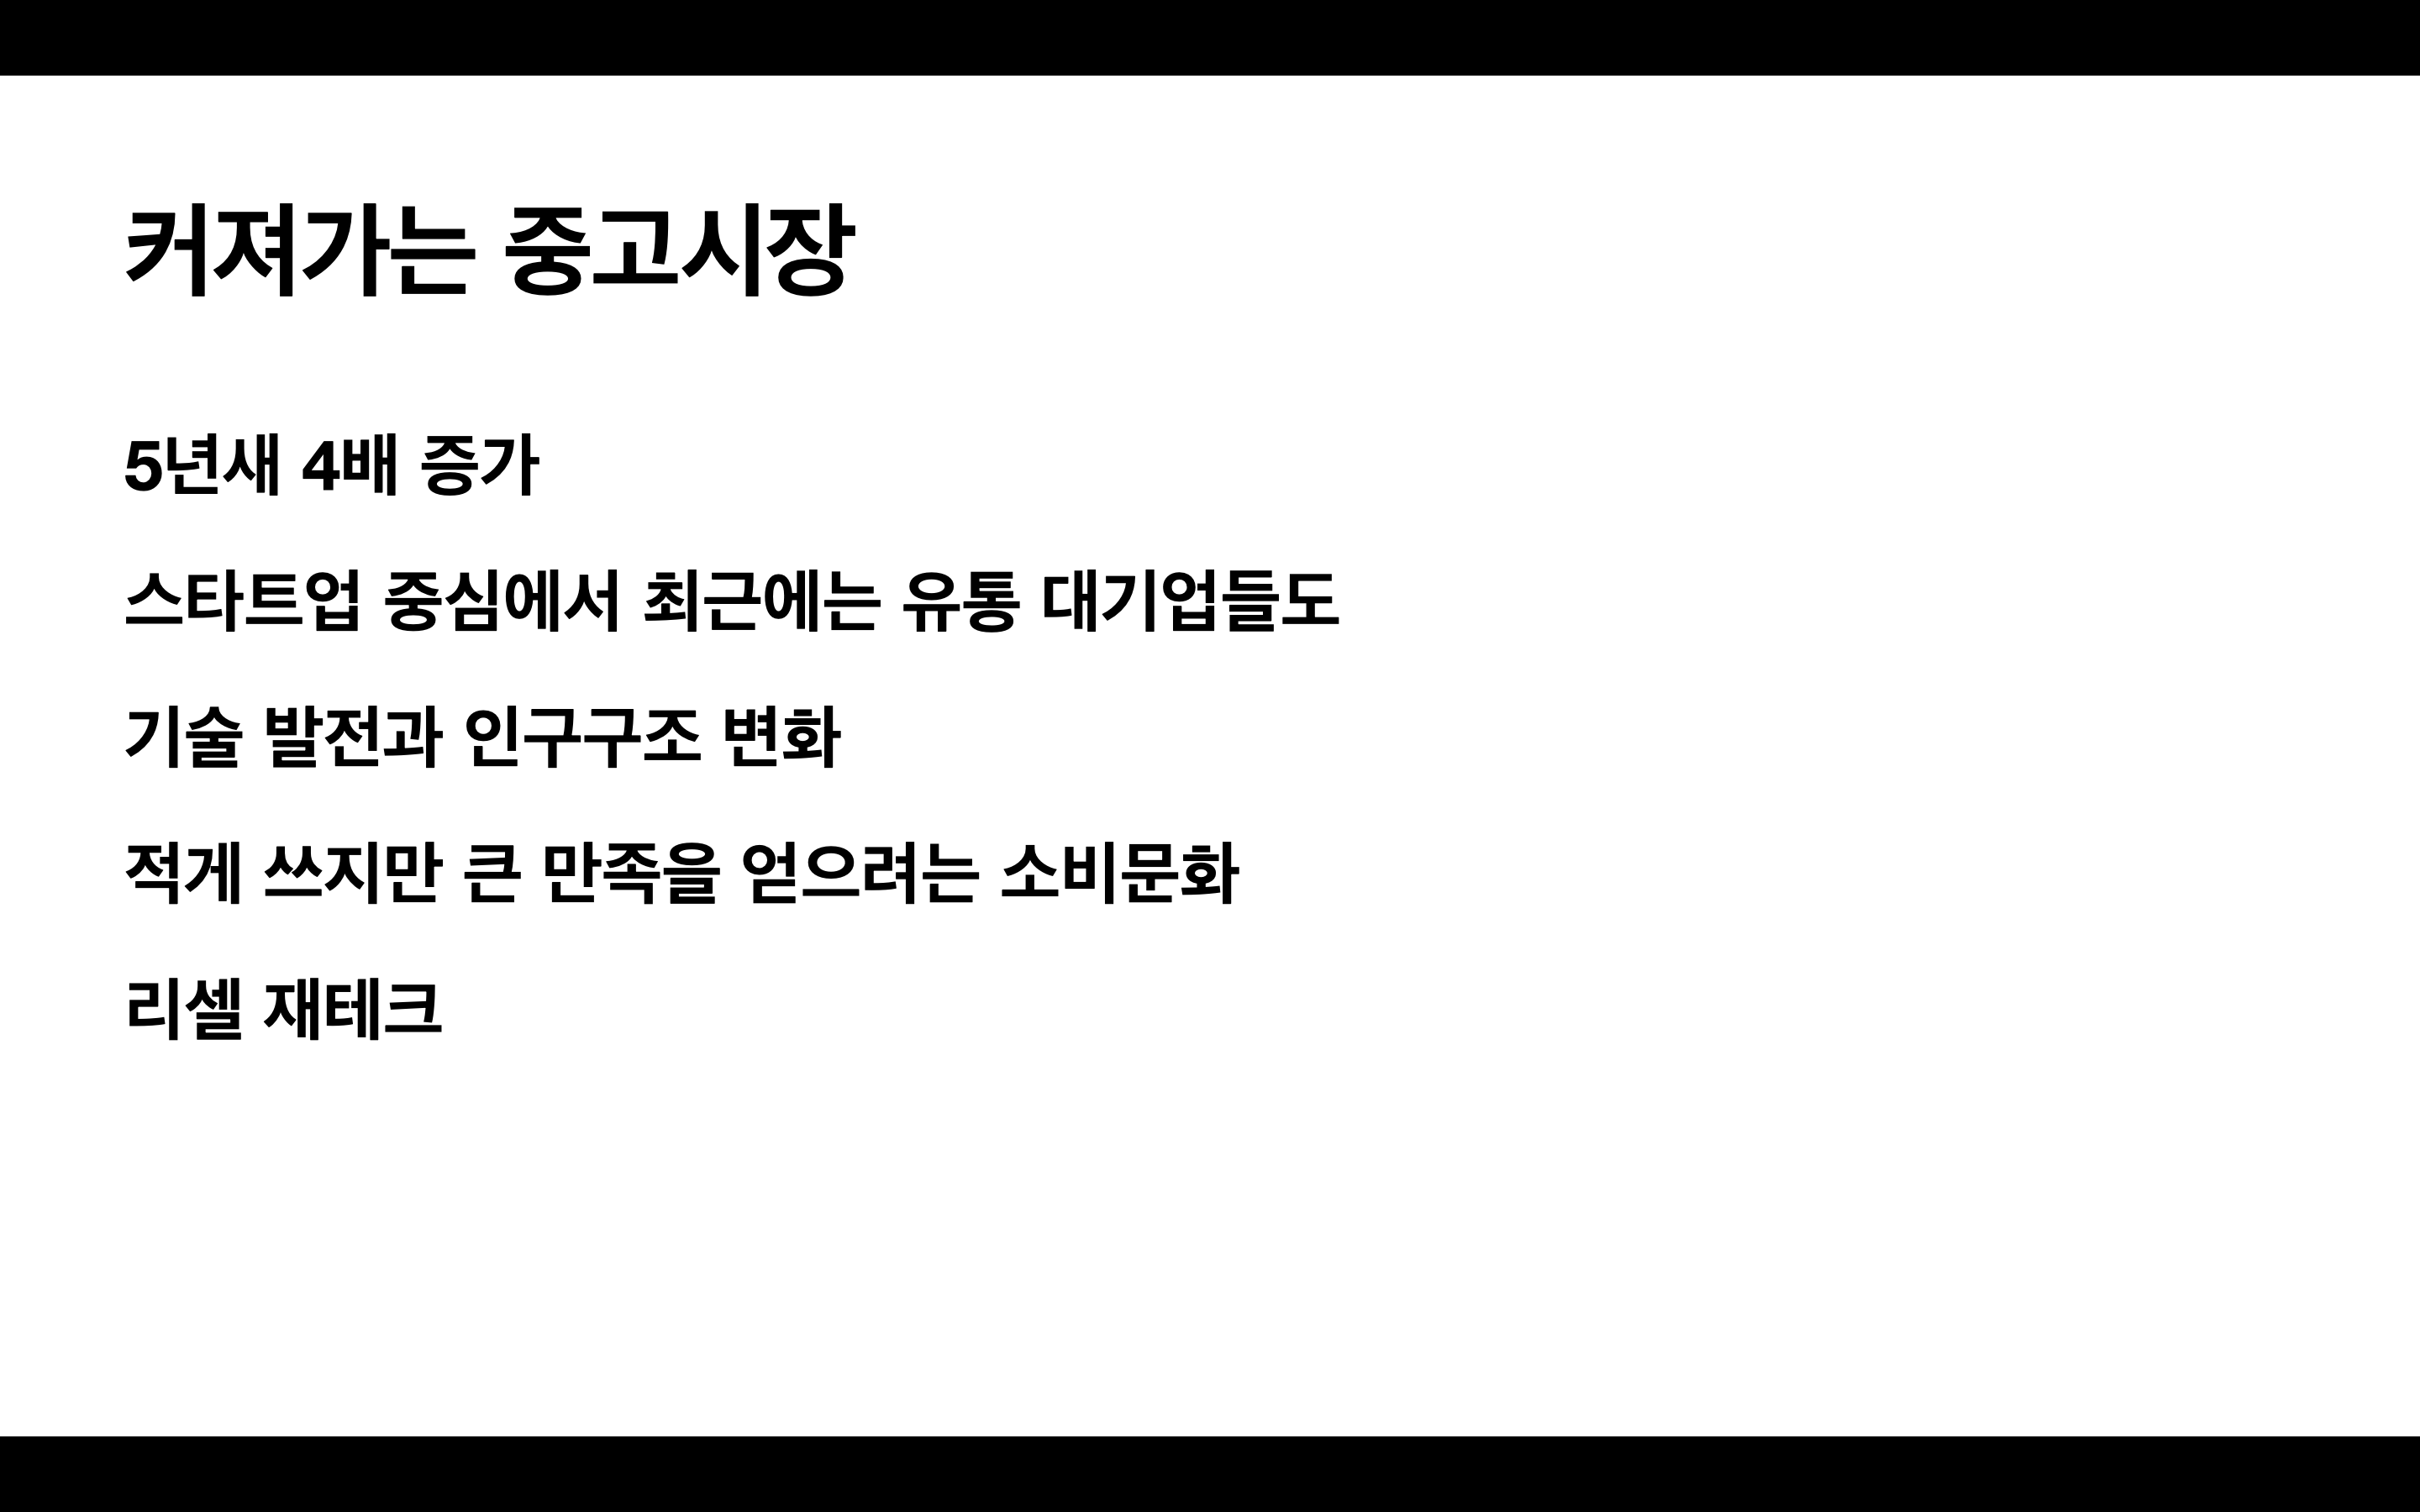 커져가는 중고시장
5년새 4배 증가
스타트업 중심에서 최근에는 유통 대기업들도
기술 발전과 인구구조 변화
적게 쓰지만 큰 만족을 얻으려는 소비문화
리셀 재테크